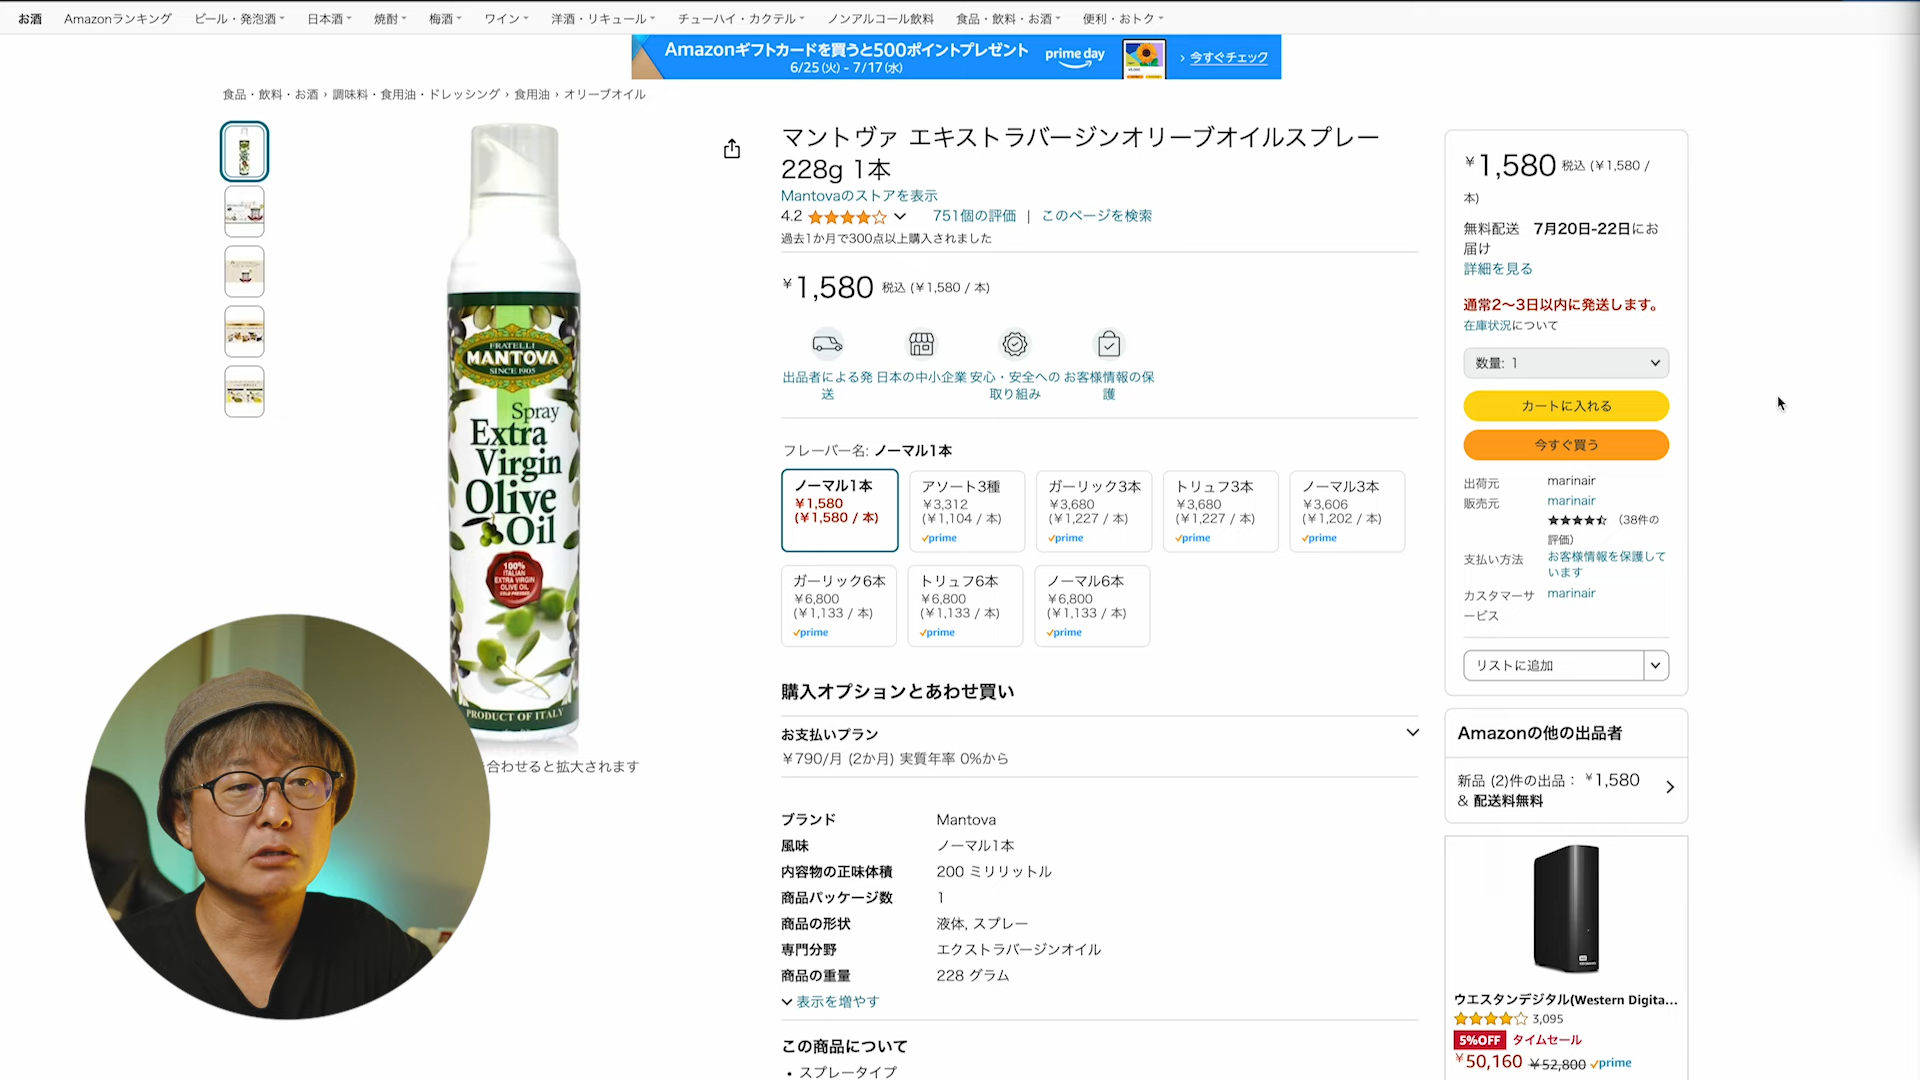 お酒 Amazonランキング ビール・発泡酒 日本酒 焼酎 梅酒 ワイン 洋酒・リキュール チューハイ・カクテル ノンアルコール飲料 食品・飲料・お酒 便利・おトク
Amazonギフトカードを買うと500ポイントプレゼント
6/25(火) - 7/17(水)
prime day
› 今すぐチェック
食品・飲料・お酒 › 調味料・食用油・ドレッシング › 食用油 › オリーブオイル
FRATELLI
MANTOVA
SINCE 1905
Spray
Extra
Virgin
Olive
Oil
100%
ITALIAN
EXTRA VIRGIN
OLIVE OIL
COLD PRESSED
PRODUCT OF ITALY
合わせると拡大されます
マントヴァ エキストラバージンオリーブオイルスプレー
228g 1本
Mantovaのストアを表示
4.2 751個の評価 | このページを検索
過去1か月で300点以上購入されました
¥1,580 税込 (¥1,580 / 本)
出品者による発送
日本の中小企業
安心・安全への取り組み
お客様情報の保護
フレーバー名: ノーマル1本
ノーマル1本
¥1,580
(¥1,580 / 本)
アソート3種
¥3,312
(¥1,104 / 本)
prime
ガーリック3本
¥3,680
(¥1,227 / 本)
prime
トリュフ3本
¥3,680
(¥1,227 / 本)
prime
ノーマル3本
¥3,606
(¥1,202 / 本)
prime
ガーリック6本
¥6,800
(¥1,133 / 本)
prime
トリュフ6本
¥6,800
(¥1,133 / 本)
prime
ノーマル6本
¥6,800
(¥1,133 / 本)
prime
購入オプションとあわせ買い
お支払いプラン
¥790/月 (2か月) 実質年率 0%から
ブランド Mantova
風味 ノーマル1本
内容物の正味体積 200 ミリリットル
商品パッケージ数 1
商品の形状 液体, スプレー
専門分野 エクストラバージンオイル
商品の重量 228 グラム
表示を増やす
この商品について
• スプレータイプ
¥1,580 税込 (¥1,580 /
本)
無料配送 7月20日-22日にお
届け
詳細を見る
通常2〜3日以内に発送します。
在庫状況について
数量: 1
カートに入れる
今すぐ買う
出荷元 marinair
販売元 marinair
(38件の
評価)
支払い方法 お客様情報を保護して
います
カスタマーサ
ービス marinair
リストに追加
Amazonの他の出品者
新品 (2)件の出品： ¥1,580
& 配送料無料
ウエスタンデジタル(Western Digita...
3,095
5%OFF タイムセール
¥50,160 ¥52,800 prime